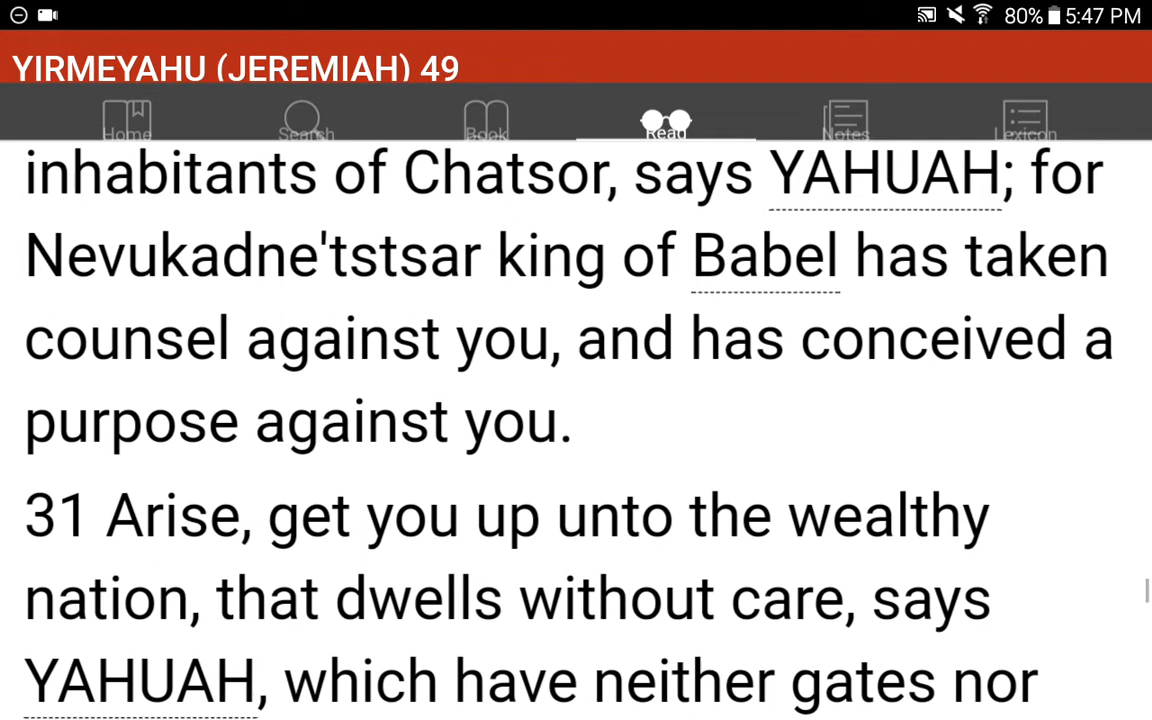 80% 5:47 PM
YIRMEYAHU (JEREMIAH) 49
Home Search Book Read Notes Lexicon
inhabitants of Chatsor, says YAHUAH; for
Nevukadne'tstsar king of Babel has taken
counsel against you, and has conceived a
purpose against you.
31 Arise, get you up unto the wealthy
nation, that dwells without care, says
YAHUAH, which have neither gates nor